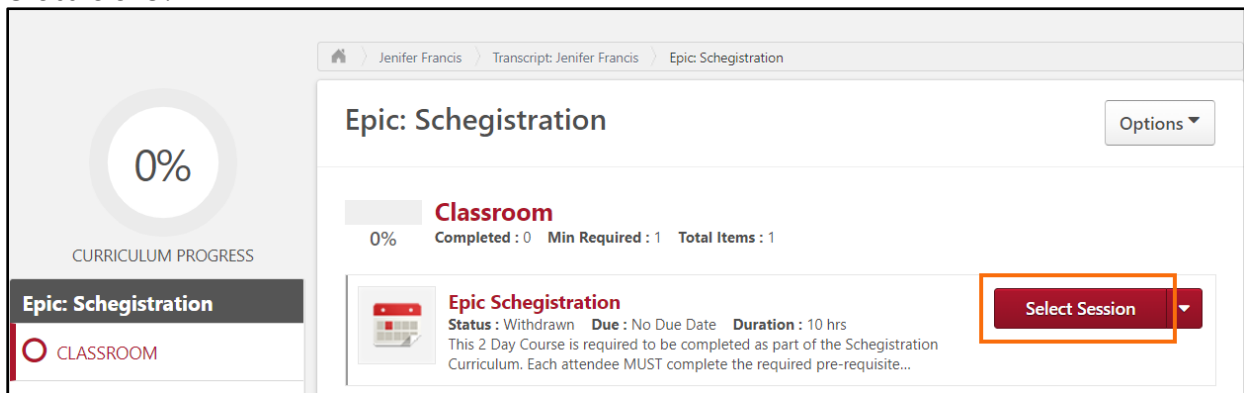 Jenifer Francis Transcript: Jenifer Francis Epic: Schegistration
Epic: Schegistration
Options
0%
CURRICULUM PROGRESS
Classroom
0% Completed : 0 Min Required : 1 Total Items : 1
Epic: Schegistration
CLASSROOM
Epic Schegistration
Status : Withdrawn Due : No Due Date Duration : 10 hrs
This 2 Day Course is required to be completed as part of the Schegistration
Curriculum. Each attendee MUST complete the required pre-requisite...
Select Session